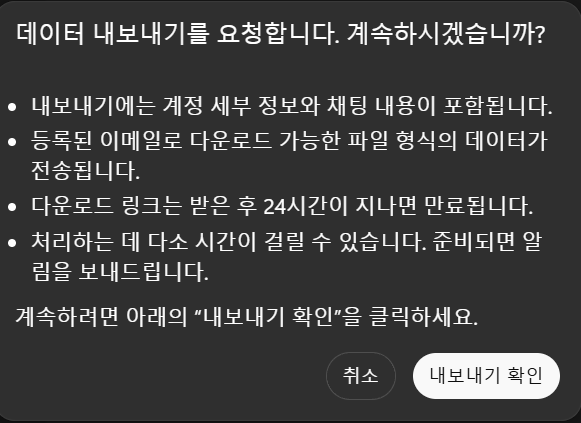 데이터 내보내기를 요청합니다. 계속하시겠습니까?
• 내보내기에는 계정 세부 정보와 채팅 내용이 포함됩니다.
• 등록된 이메일로 다운로드 가능한 파일 형식의 데이터가
전송됩니다.
• 다운로드 링크는 받은 후 24시간이 지나면 만료됩니다.
• 처리하는 데 다소 시간이 걸릴 수 있습니다. 준비되면 알
림을 보내드립니다.
계속하려면 아래의 “내보내기 확인”을 클릭하세요.
취소
내보내기 확인